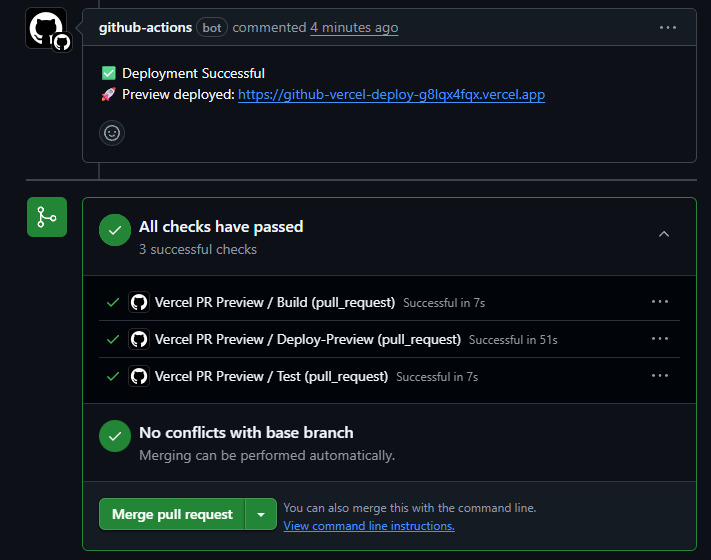 github-actions bot commented 4 minutes ago
✅ Deployment Successful
🚀 Preview deployed: https://github-vercel-deploy-g8lqx4fqx.vercel.app
All checks have passed
3 successful checks
Vercel PR Preview / Build (pull_request) Successful in 7s
Vercel PR Preview / Deploy-Preview (pull_request) Successful in 51s
Vercel PR Preview / Test (pull_request) Successful in 7s
No conflicts with base branch
Merging can be performed automatically.
Merge pull request
You can also merge this with the command line.
View command line instructions.